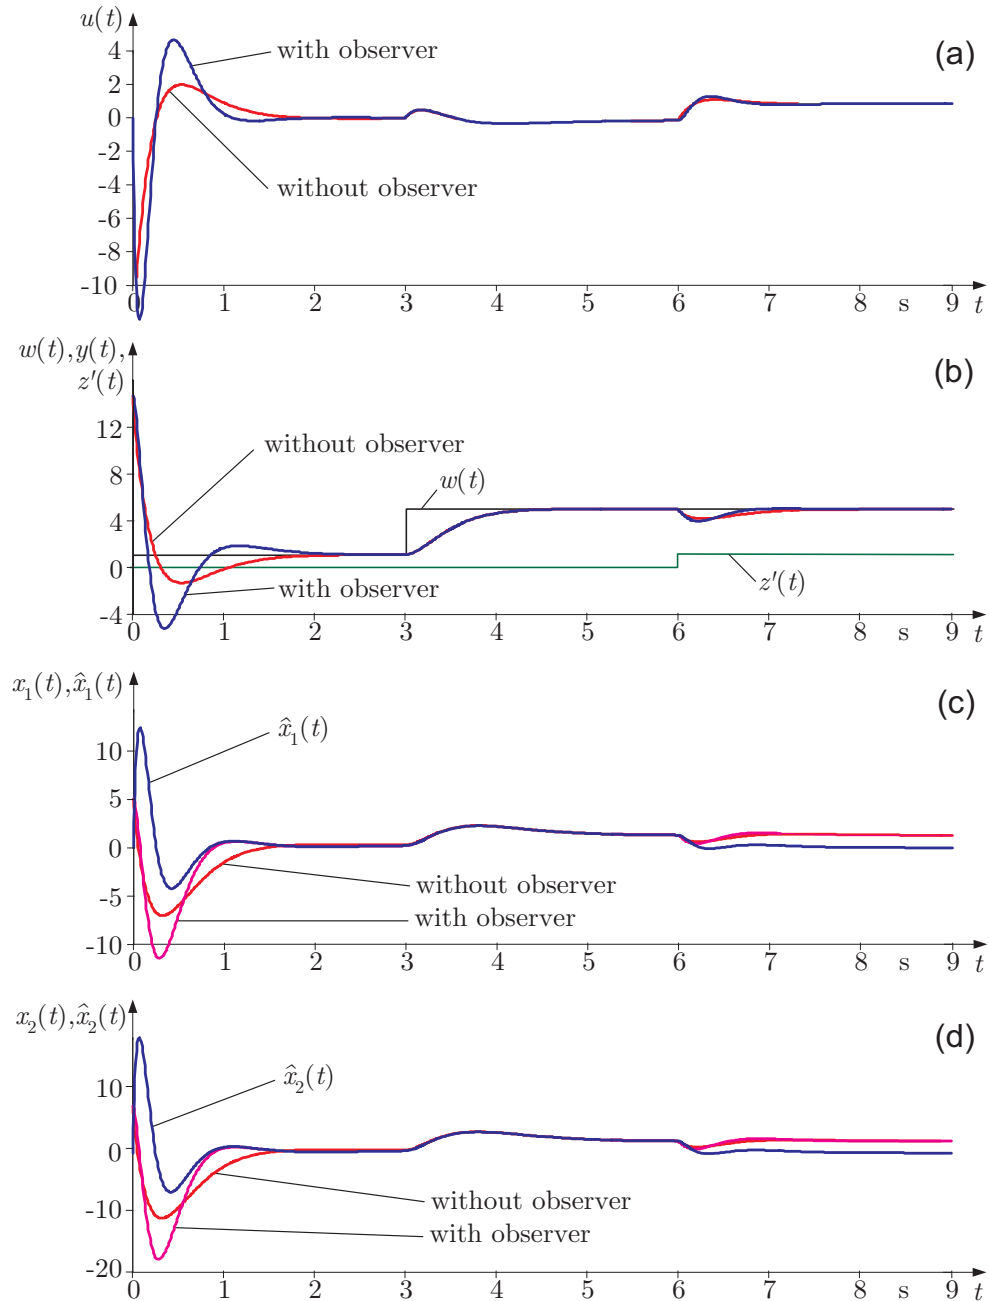 u(t)
(a)
4
with observer
2
0
-2
without observer
-4
-6
-8
-10
0 1 2 3 4 5 6 7 8 s 9 t
w(t),y(t),
z'(t)
(b)
12
without observer
w(t)
8
4
0
z'(t)
with observer
-4
0 1 2 3 4 5 6 7 8 s 9 t
x₁(t),x̂₁(t)
(c)
x̂₁(t)
10
5
0
without observer
-5
with observer
-10
0 1 2 3 4 5 6 7 8 s 9 t
x₂(t),x̂₂(t)
(d)
x̂₂(t)
10
0
without observer
-10
with observer
-20
0 1 2 3 4 5 6 7 8 s 9 t